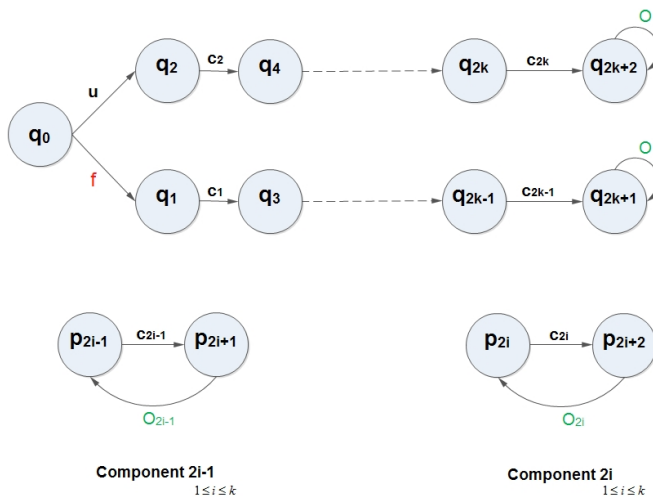 O
q2 c2 q4 q2k c2k q2k+2
u
q0
O
f
q1 c1 q3 q2k-1 c2k-1 q2k+1
p2i-1 c2i-1 p2i+1 p2i c2i p2i+2
O2i-1 O2i
Component 2i-1 Component 2i
1≤i≤k 1≤i≤k